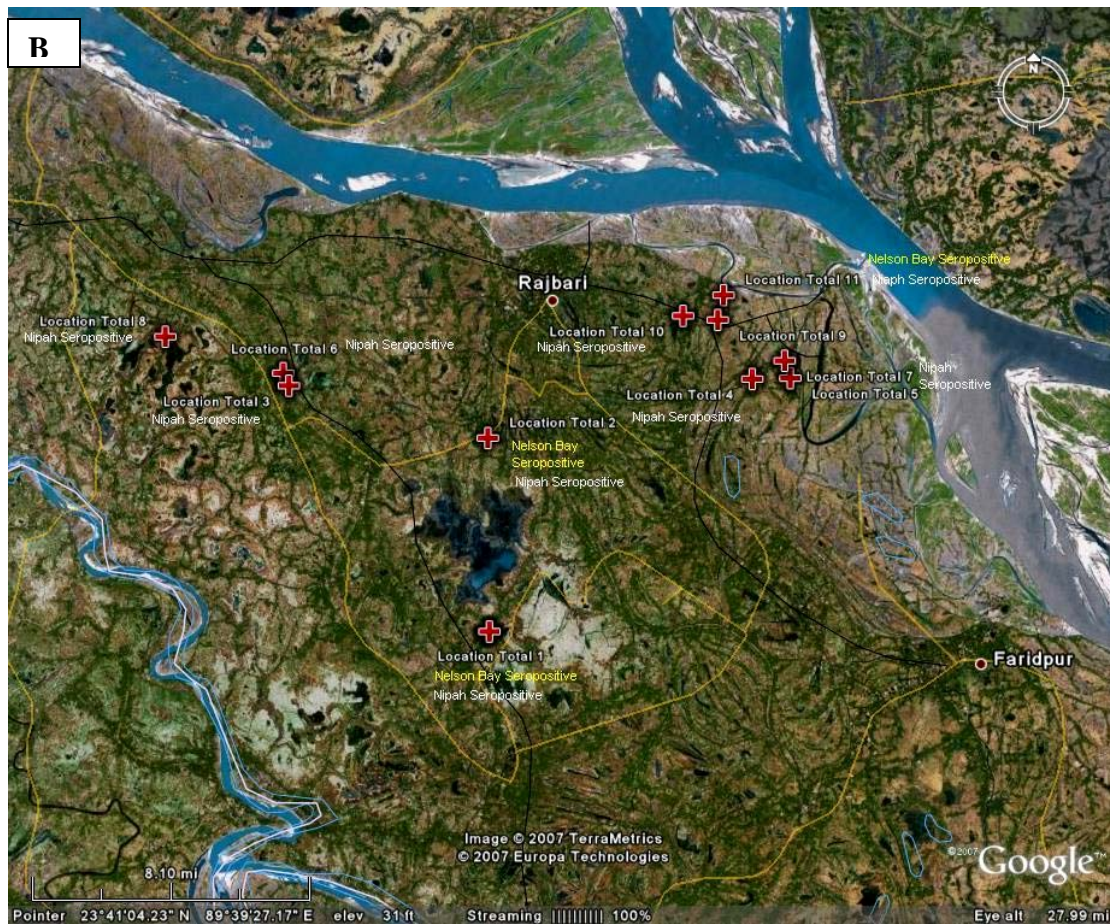 B
N
Nelson Bay Seropositive
Niaph Seropositive
Rajbari
Location Total 11
Location Total 8
Nipah Seropositive
Location Total 10
Nipah Seropositive
Location Total 9
Location Total 6
Nipah Seropositive
Nipah
Seropositive
Location Total 7
Location Total 5
Location Total 4
Nipah Seropositive
Location Total 3
Nipah Seropositive
Location Total 2
Nelson Bay
Seropositive
Nipah Seropositive
Location Total 1
Nelson Bay Seropositive
Nipah Seropositive
Faridpur
Image © 2007 TerraMetrics
© 2007 Europa Technologies
©2007 Google™
8.10 mi
Pointer 23°41'04.23" N 89°39'27.17" E elev 31 ft Streaming ||||||||| 100% Eye alt 27.99 mi